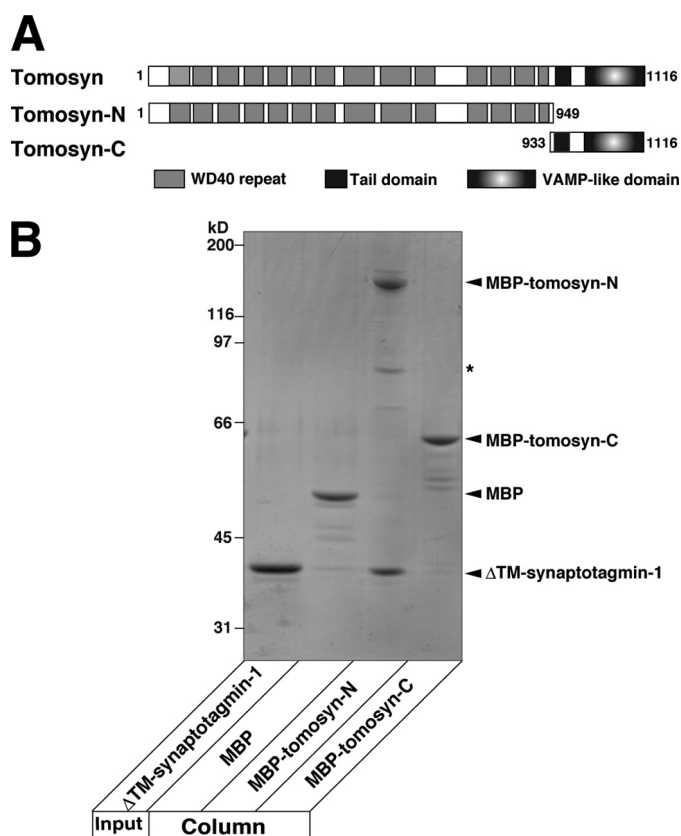 A
Tomosyn 1 1116
Tomosyn-N 1 949
Tomosyn-C 933 1116
WD40 repeat Tail domain VAMP-like domain
B
kD
200
MBP-tomosyn-N
116
97
*
66
MBP-tomosyn-C
MBP
45
ΔTM-synaptotagmin-1
31
ΔTM-synaptotagmin-1
MBP
MBP-tomosyn-N
MBP-tomosyn-C
Input Column